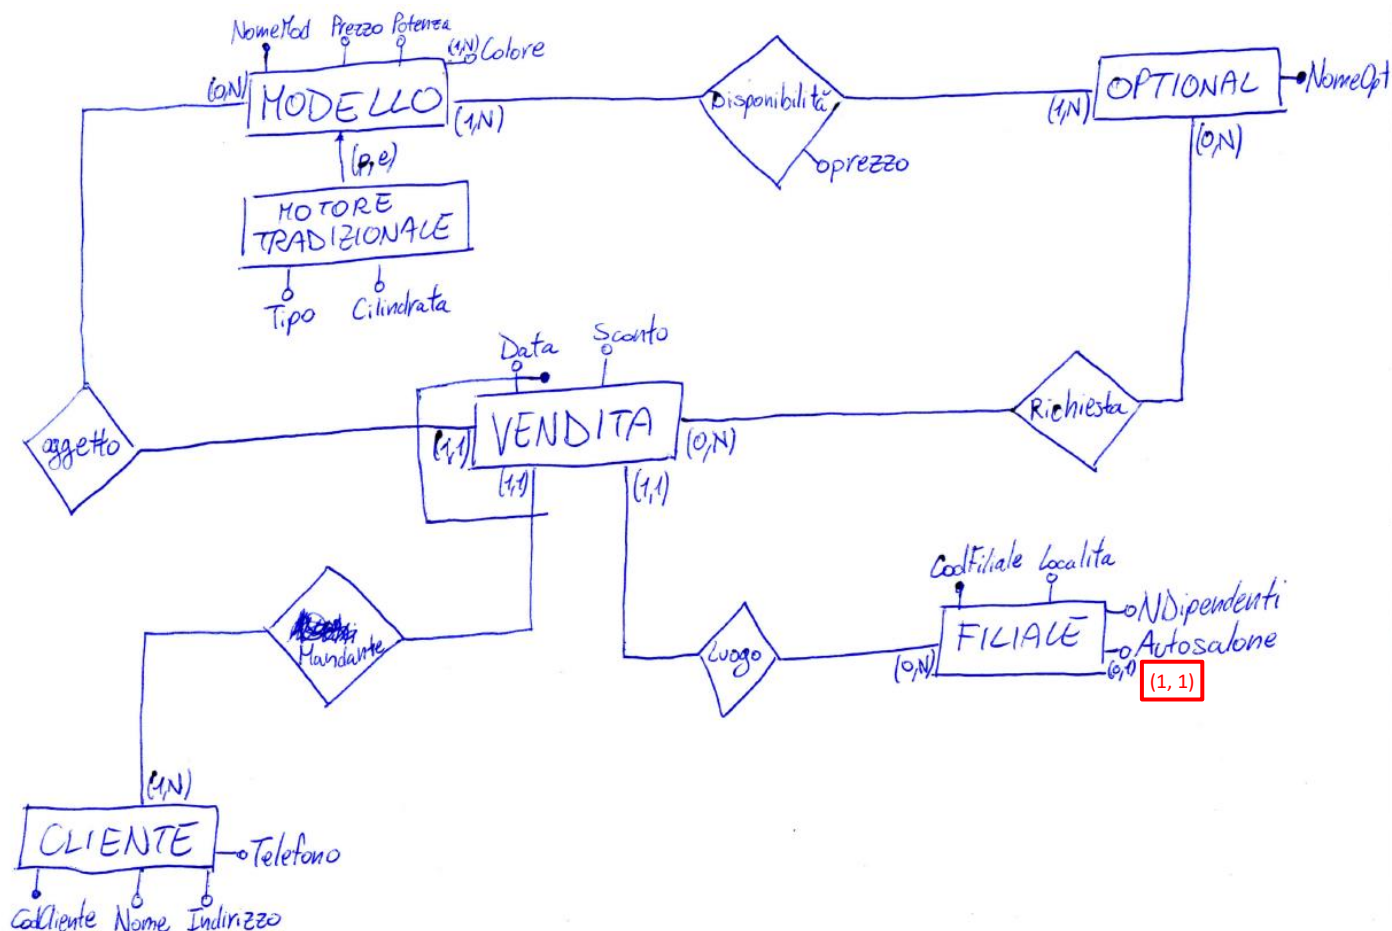 NomeMod Prezzo Potenza
(1,N) Colore
(0,N) MODELLO
(1,N)
Disponibilità
(1,N)
OPTIONAL
NomeOpt
(0,N)
prezzo
(p,e)
MOTORE
TRADIZIONALE
Tipo Cilindrata
Data Sconto
oggetto
(1,1)
VENDITA
(0,N)
Richiesta
(1,1)
(1,1)
Mandante
Luogo
CodFiliale Localita
NDipendenti
(0,N)
FILIALE
Autosalone
(0,1)
(1, 1)
(1,N)
CLIENTE
Telefono
CodCliente Nome Indirizzo